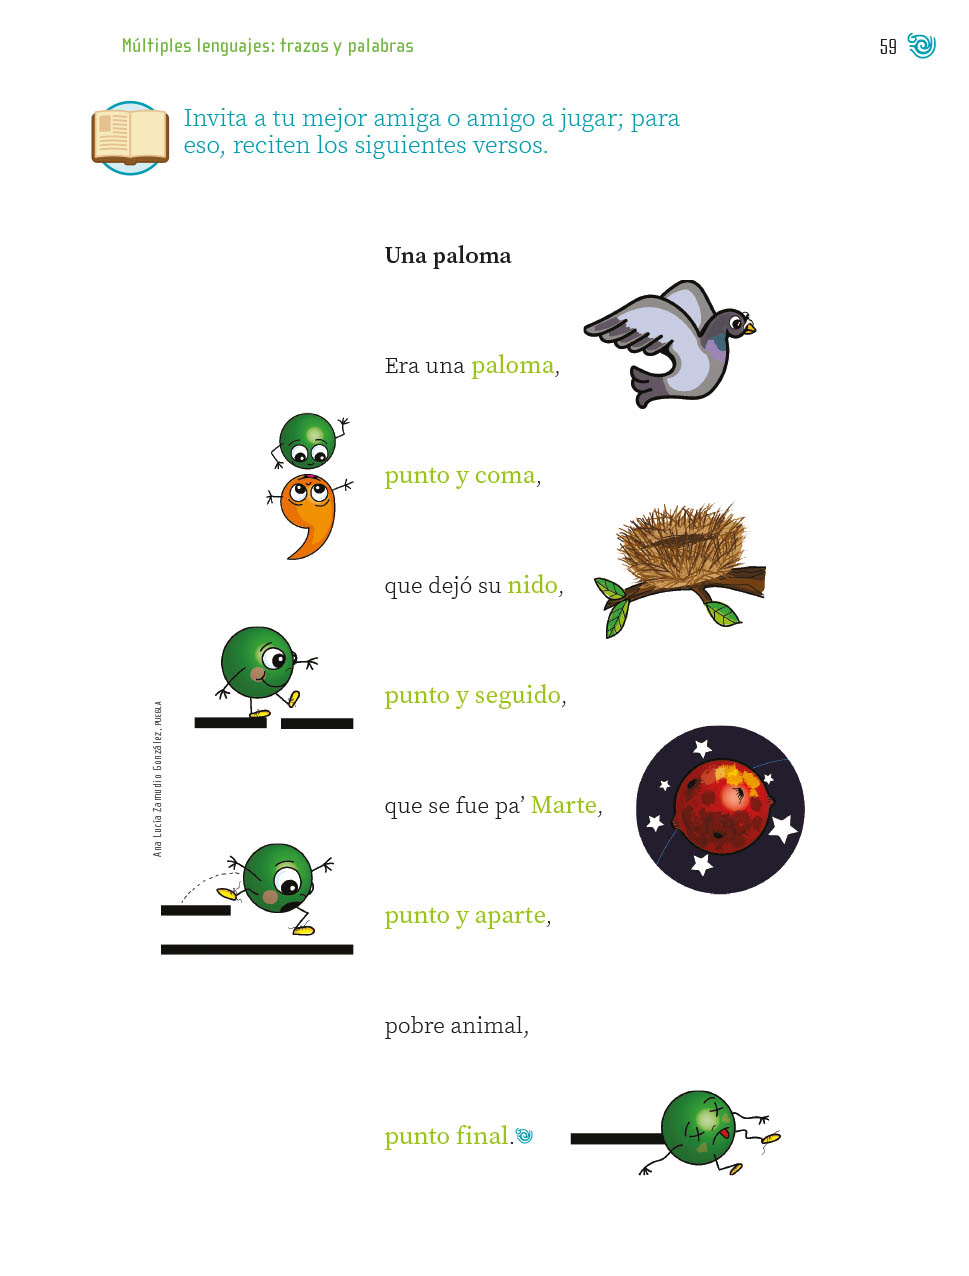 Múltiples lenguajes: trazos y palabras
59
Invita a tu mejor amiga o amigo a jugar; para
eso, reciten los siguientes versos.
Una paloma
Era una paloma,
punto y coma,
que dejó su nido,
punto y seguido,
que se fue pa’ Marte,
punto y aparte,
pobre animal,
punto final.
Ana Lucía Zamudio González, PUEBLA